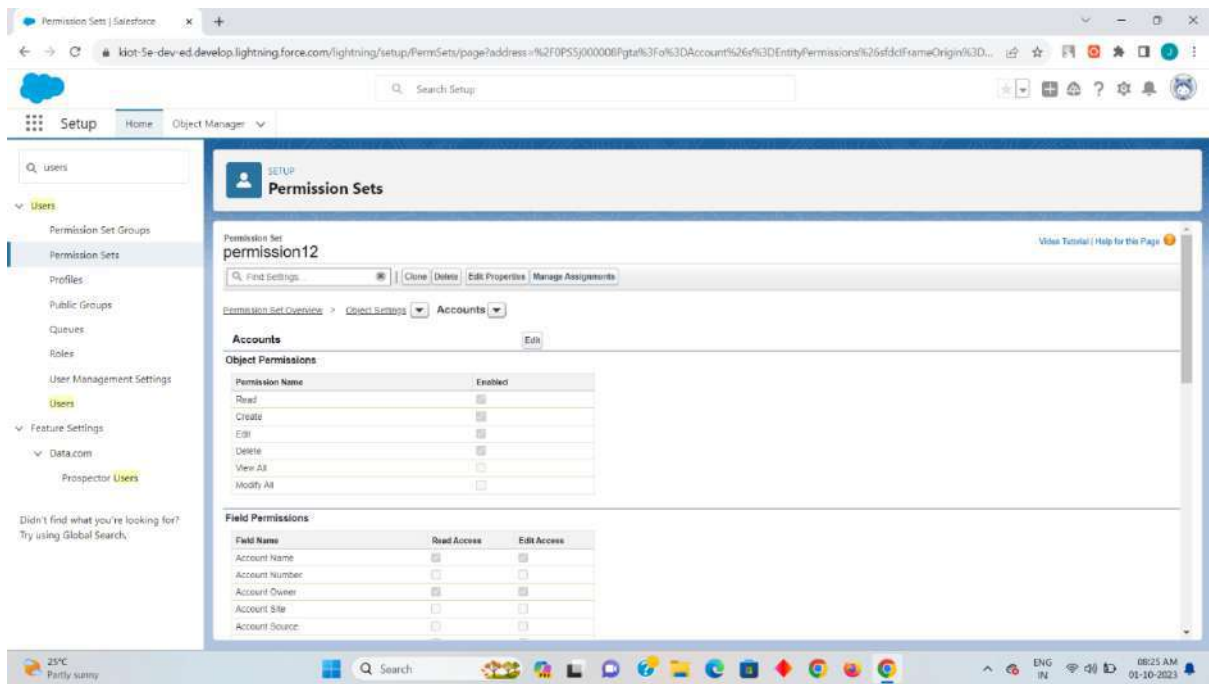 Permission Sets | Salesforce
kiot-5e-dev-ed.develop.lightning.force.com/lightning/setup/PermSets/page?address=%2F0PS5j000008Pgta%3Fo%3DAccount%26s%3DEntityPermissions%26sfdcIFrameOrigin%3D...
Search Setup
Setup Home Object Manager
users
SETUP
Permission Sets
Users
Permission Set Groups
Permission Sets
Profiles
Public Groups
Queues
Roles
User Management Settings
Users
Feature Settings
Data.com
Prospector Users
Didn't find what you're looking for?
Try using Global Search.
Permission Set
permission12
Video Tutorial | Help for this Page
Find Settings... | Clone Delete Edit Properties Manage Assignments
Permission Set Overview > Object Settings Accounts
Accounts Edit
Object Permissions
Permission Name Enabled
Read
Create
Edit
Delete
View All
Modify All
Field Permissions
Field Name Read Access Edit Access
Account Name
Account Number
Account Owner
Account Site
Account Source
25°C
Partly sunny
Search
ENG
IN
08:25 AM
01-10-2023